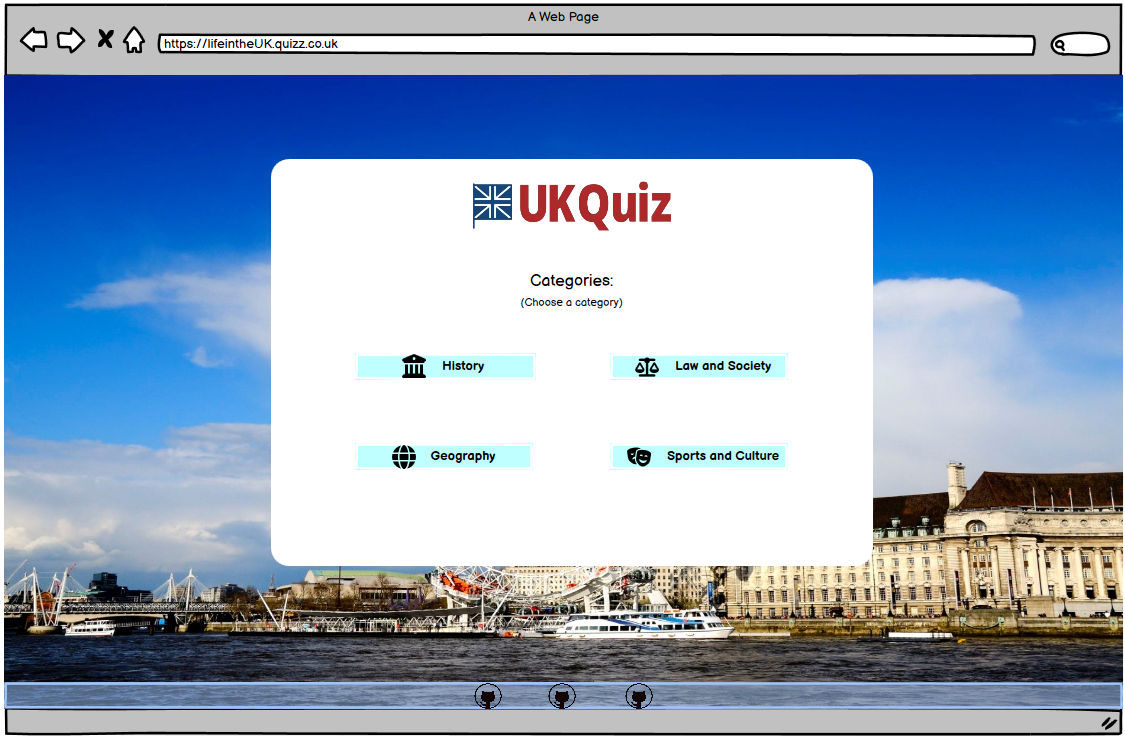 A Web Page
https://lifeintheUK.quizz.co.uk
UKQuiz
Categories:
(Choose a category)
History
Law and Society
Geography
Sports and Culture